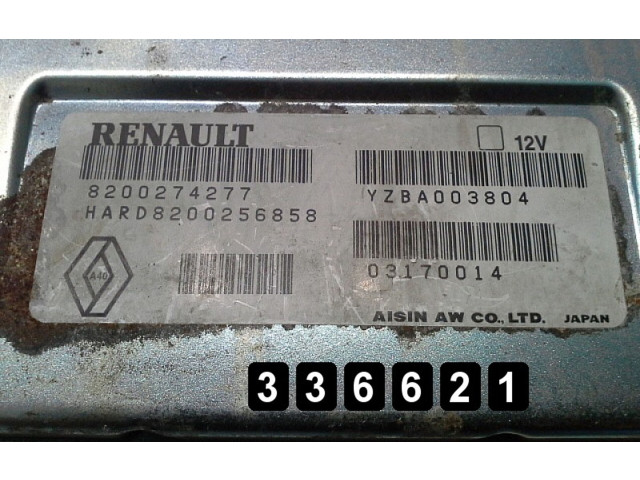 RENAULT
12V
8200274277
YZBA003804
HARD8200256858
03170014
A40
AISIN AW CO., LTD. JAPAN
336621